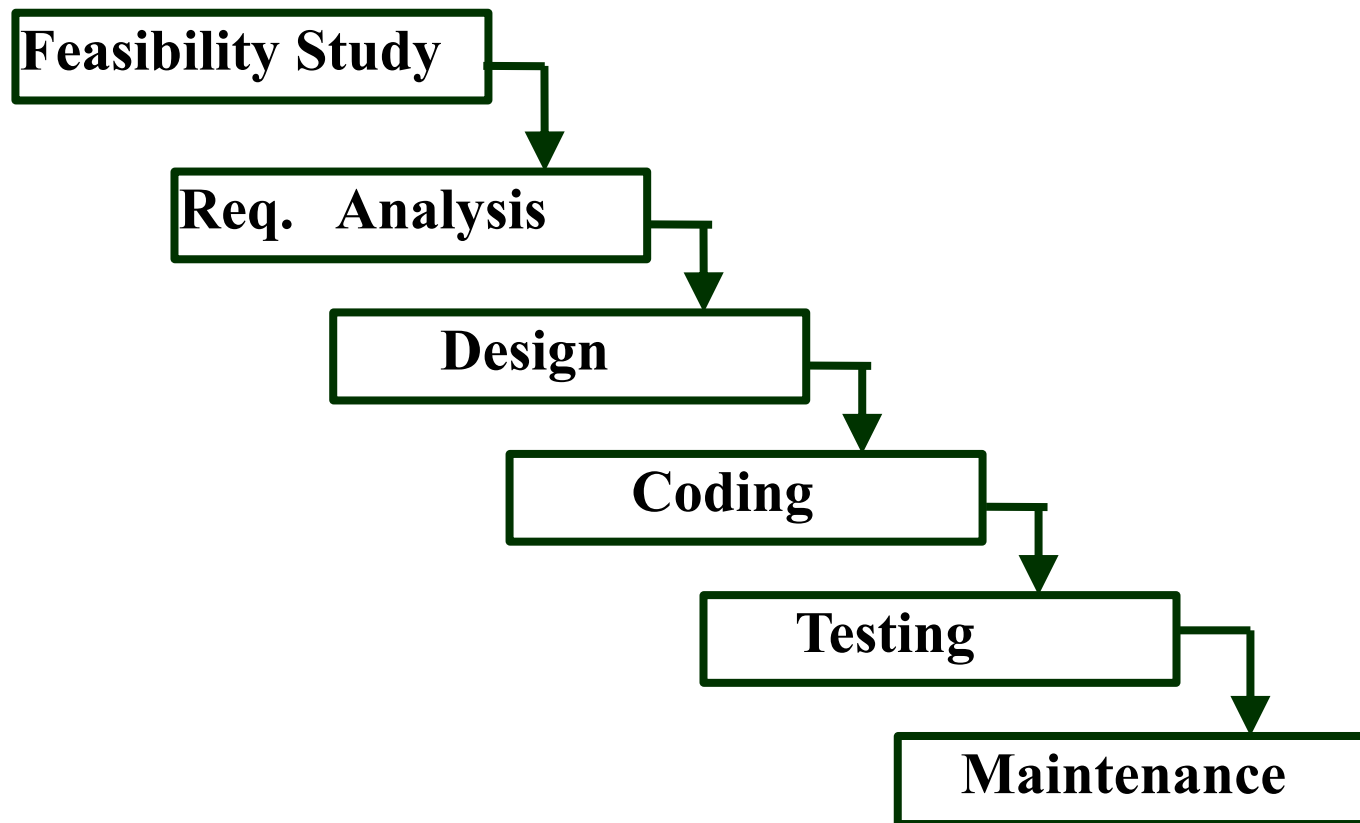 Feasibility Study
Req. Analysis
Design
Coding
Testing
Maintenance